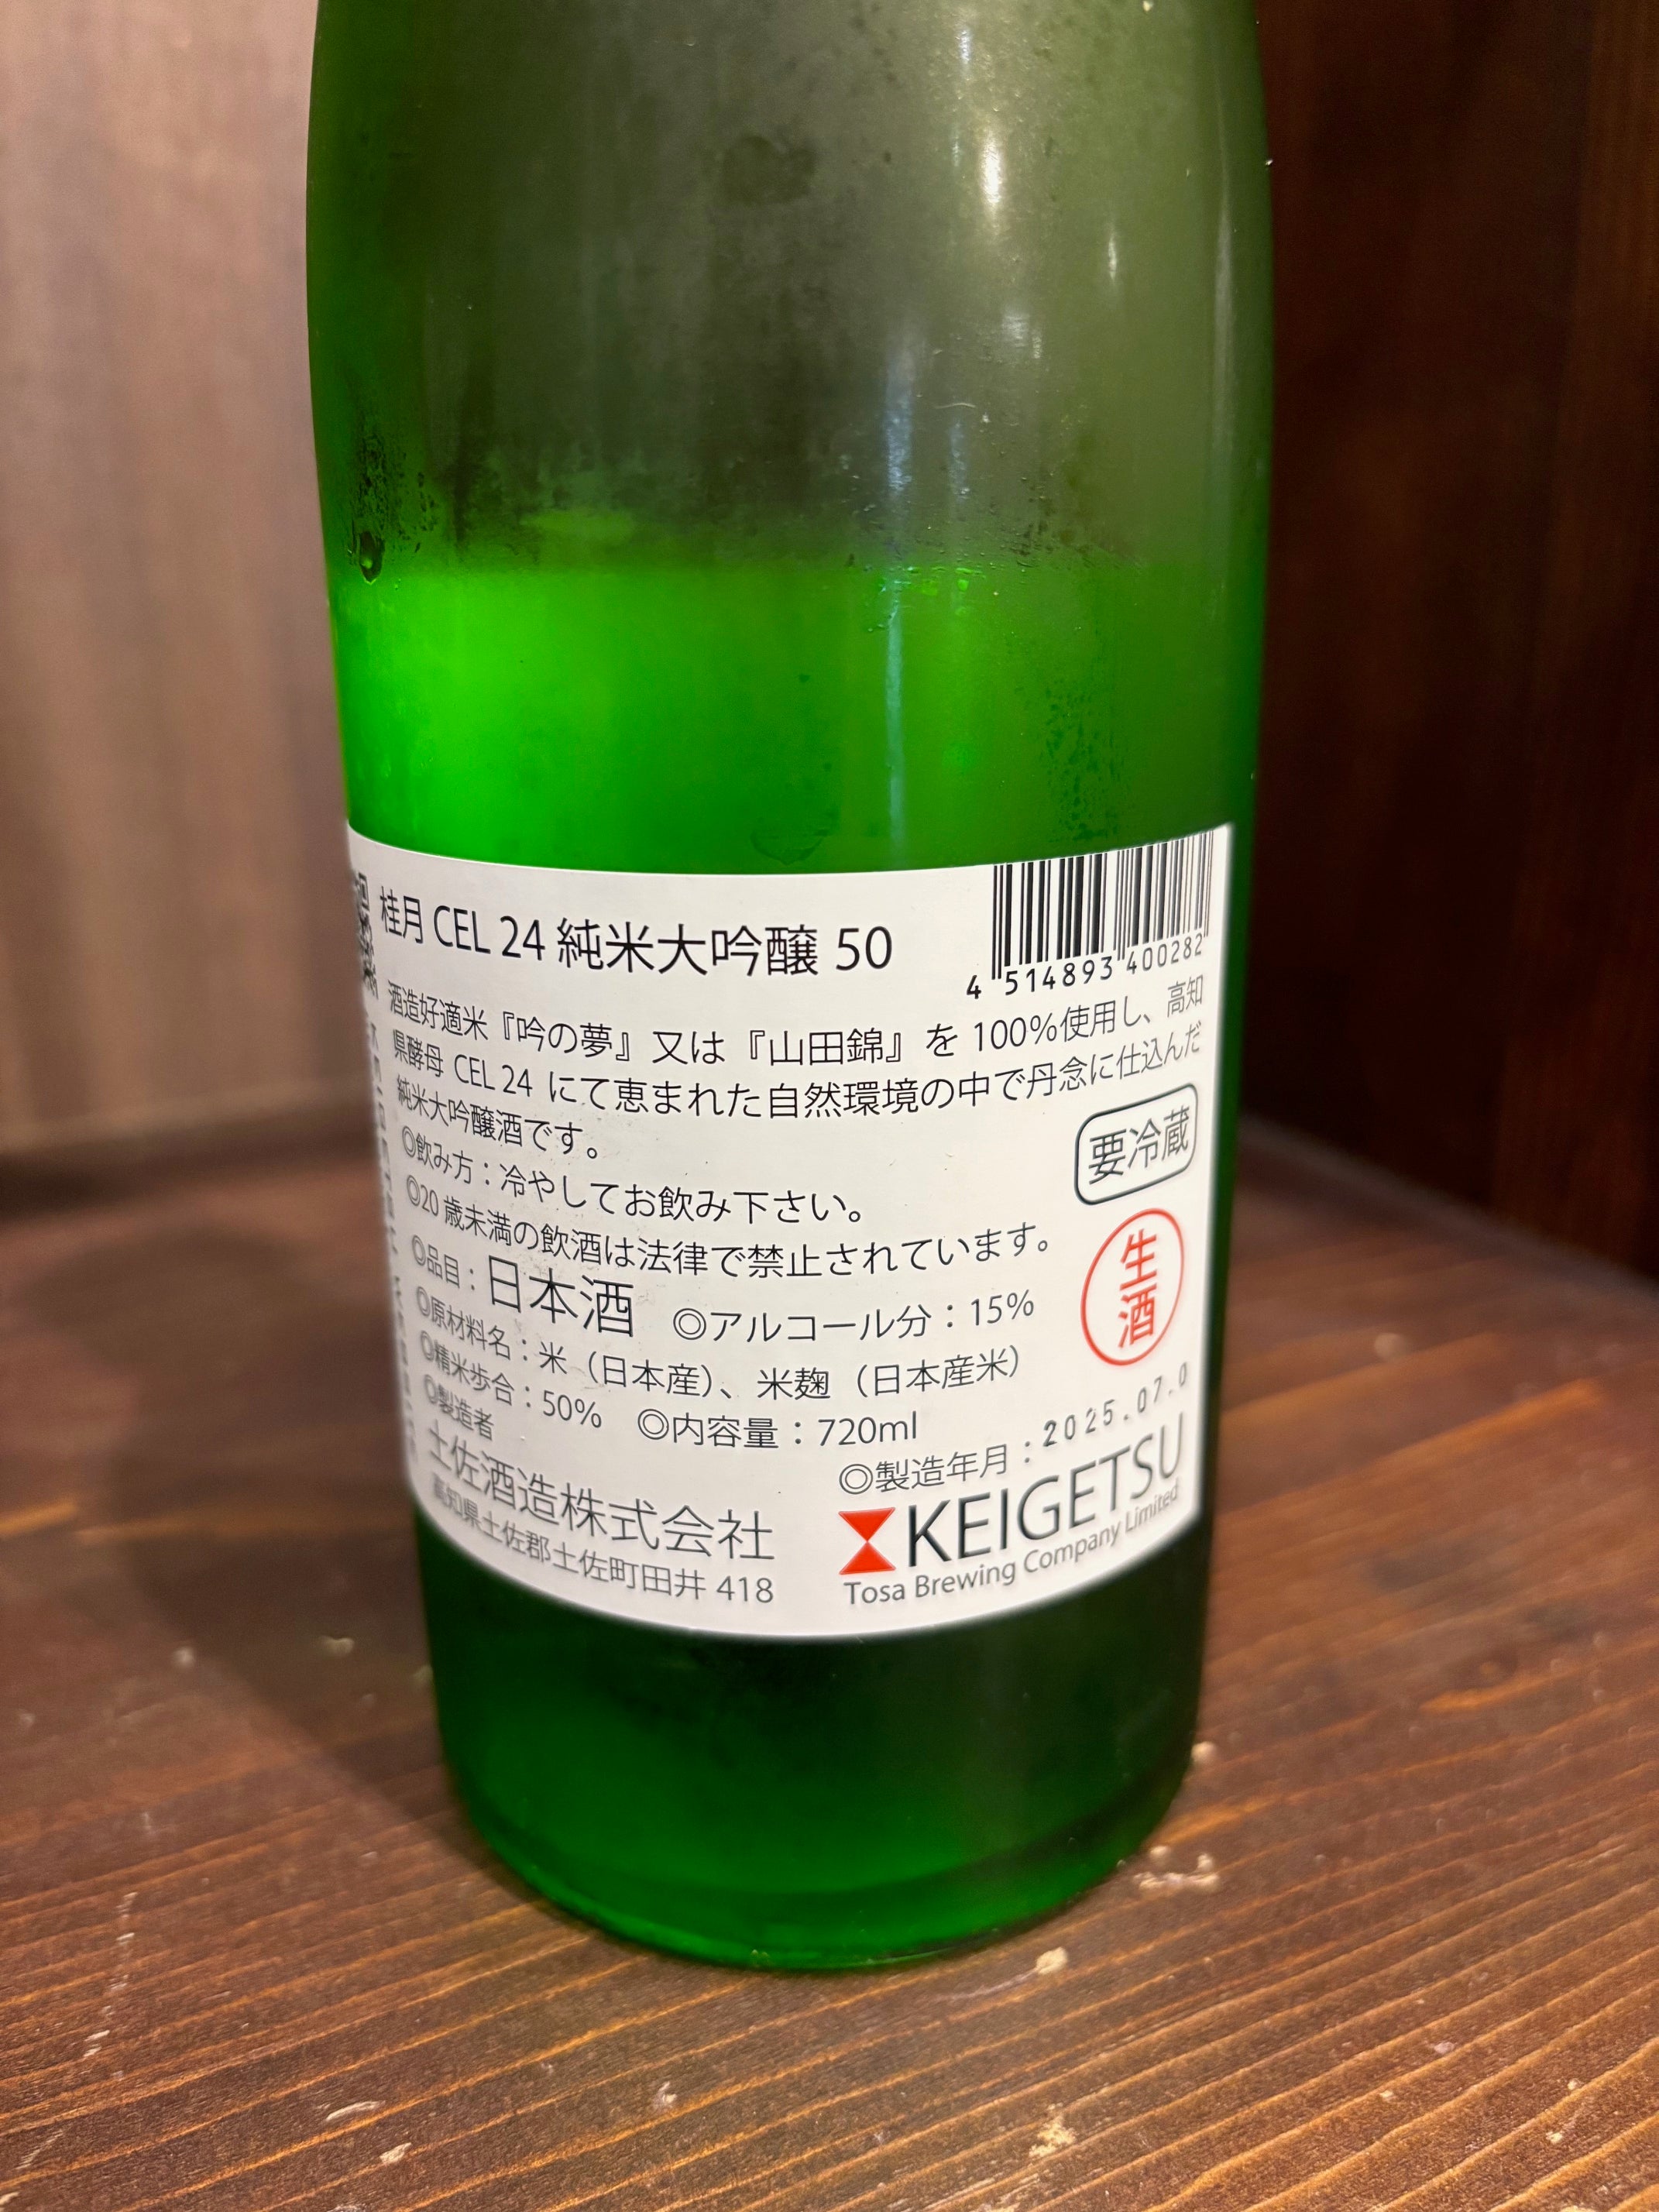 桂月 CEL 24 純米大吟醸 50
4 514893 400282
酒造好適米『吟の夢』又は『山田錦』を 100%使用し、高知
県酵母 CEL 24 にて恵まれた自然環境の中で丹念に仕込んだ
純米大吟醸酒です。
要冷蔵
◎飲み方：冷やしてお飲み下さい。
◎20 歳未満の飲酒は法律で禁止されています。
生酒
◎品目：日本酒 ◎アルコール分：15%
◎原材料名：米（日本産）、米麹（日本産米）
◎精米歩合：50% ◎内容量：720ml
◎製造者
◎製造年月：2025.07.0
土佐酒造株式会社
高知県土佐郡土佐町田井 418
KEIGETSU
Tosa Brewing Company Limited